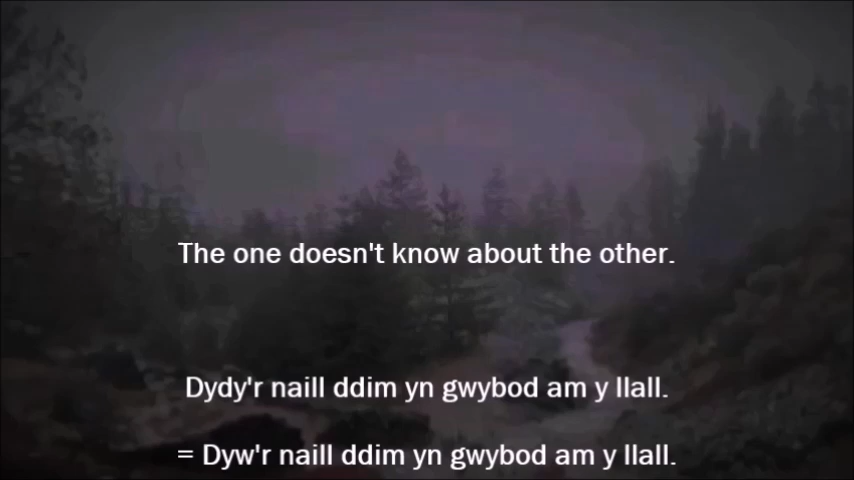 The one doesn't know about the other.
Dydy'r naill ddim yn gwybod am y llall.
= Dyw'r naill ddim yn gwybod am y llall.